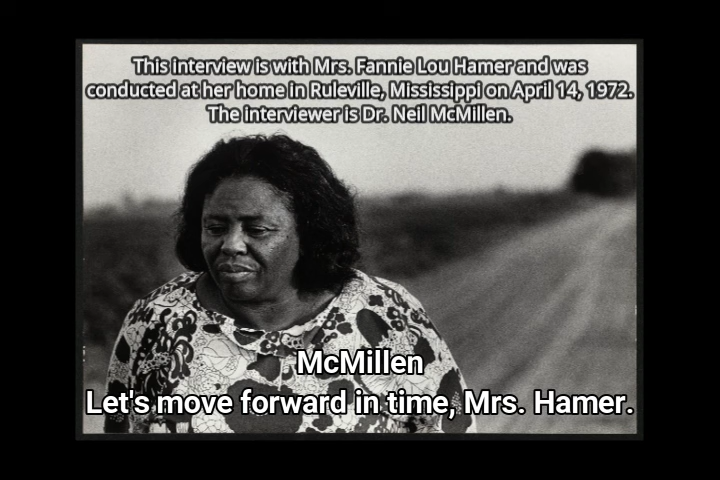 This interview is with Mrs. Fannie Lou Hamer and was
conducted at her home in Ruleville, Mississippi on April 14, 1972.
The interviewer is Dr. Neil McMillen.
McMillen
Let's move forward in time, Mrs. Hamer.